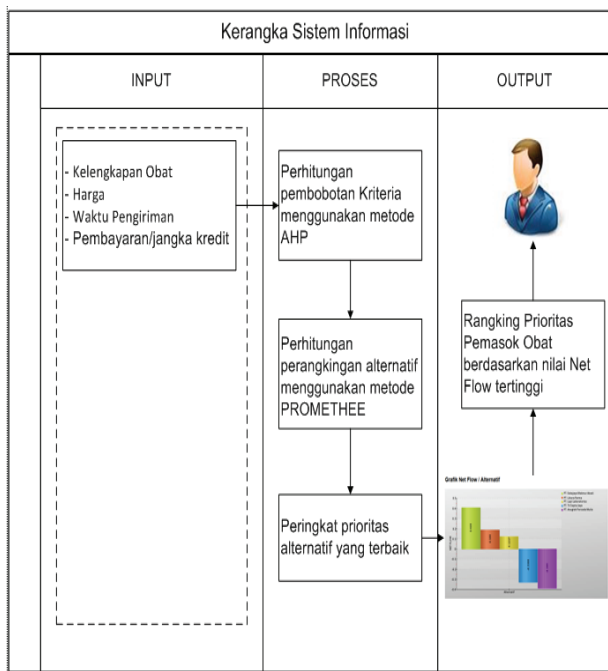 Kerangka Sistem Informasi
INPUT
PROSES
OUTPUT
- Kelengkapan Obat
- Harga
- Waktu Pengiriman
- Pembayaran/jangka kredit
Perhitungan
pembobotan Kriteria
menggunakan metode
AHP
Perhitungan
perangkingan alternatif
menggunakan metode
PROMETHEE
Peringkat prioritas
alternatif yang terbaik
Rangking Prioritas
Pemasok Obat
berdasarkan nilai Net
Flow tertinggi
Grafik Net Flow / Alternatif